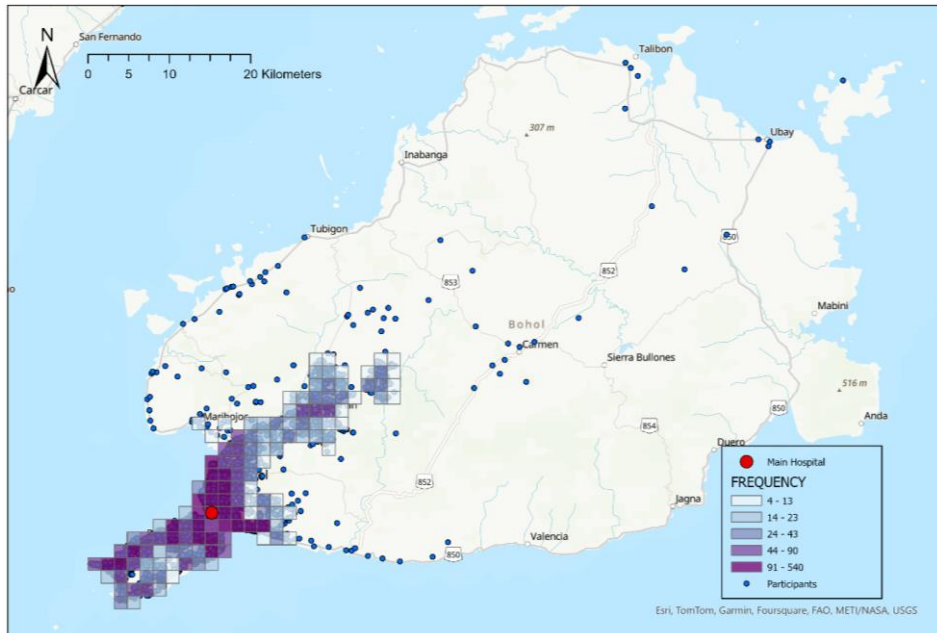 San Fernando
N
0 5 10 20 Kilometers
Carcar
Talibon
307 m
Ubay
Inabanga
Tubigon
850
852
853
Mabini
Bohol
Carmen
Sierra Bullones
516 m
Maribojoc
850
Anda
854
Duero
852
Jagna
Valencia
850
Main Hospital
FREQUENCY
4 - 13
14 - 23
24 - 43
44 - 90
91 - 540
Participants
Esri, TomTom, Garmin, Foursquare, FAO, METI/NASA, USGS